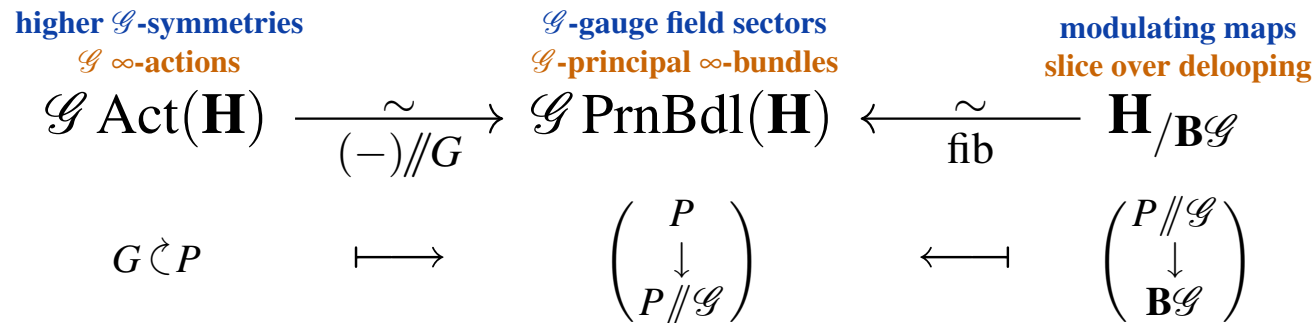 higher 𝒢-symmetries 𝒢-gauge field sectors modulating maps
𝒢 ∞-actions 𝒢-principal ∞-bundles slice over delooping
𝒢 Act(𝐇) ∼ 𝒢 PrnBdl(𝐇) ∼ 𝐇/𝐁𝒢
(−)⫽G fib
G ⤿ P ⟼ ( P ↓ P⫽𝒢 ) ⟻ ( P⫽𝒢 ↓ 𝐁𝒢 )